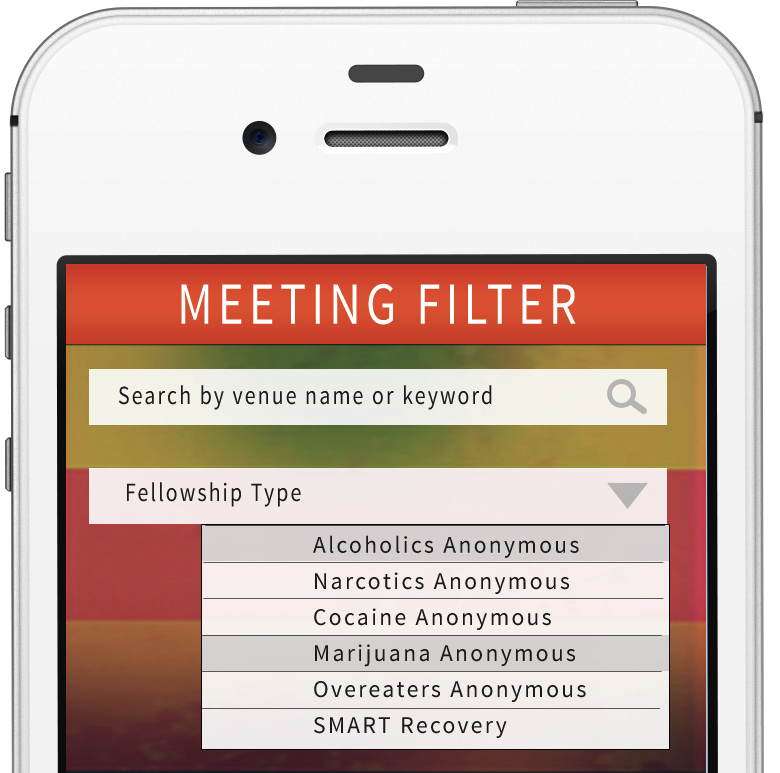 MEETING FILTER
Search by venue name or keyword
Fellowship Type
Alcoholics Anonymous
Narcotics Anonymous
Cocaine Anonymous
Marijuana Anonymous
Overeaters Anonymous
SMART Recovery